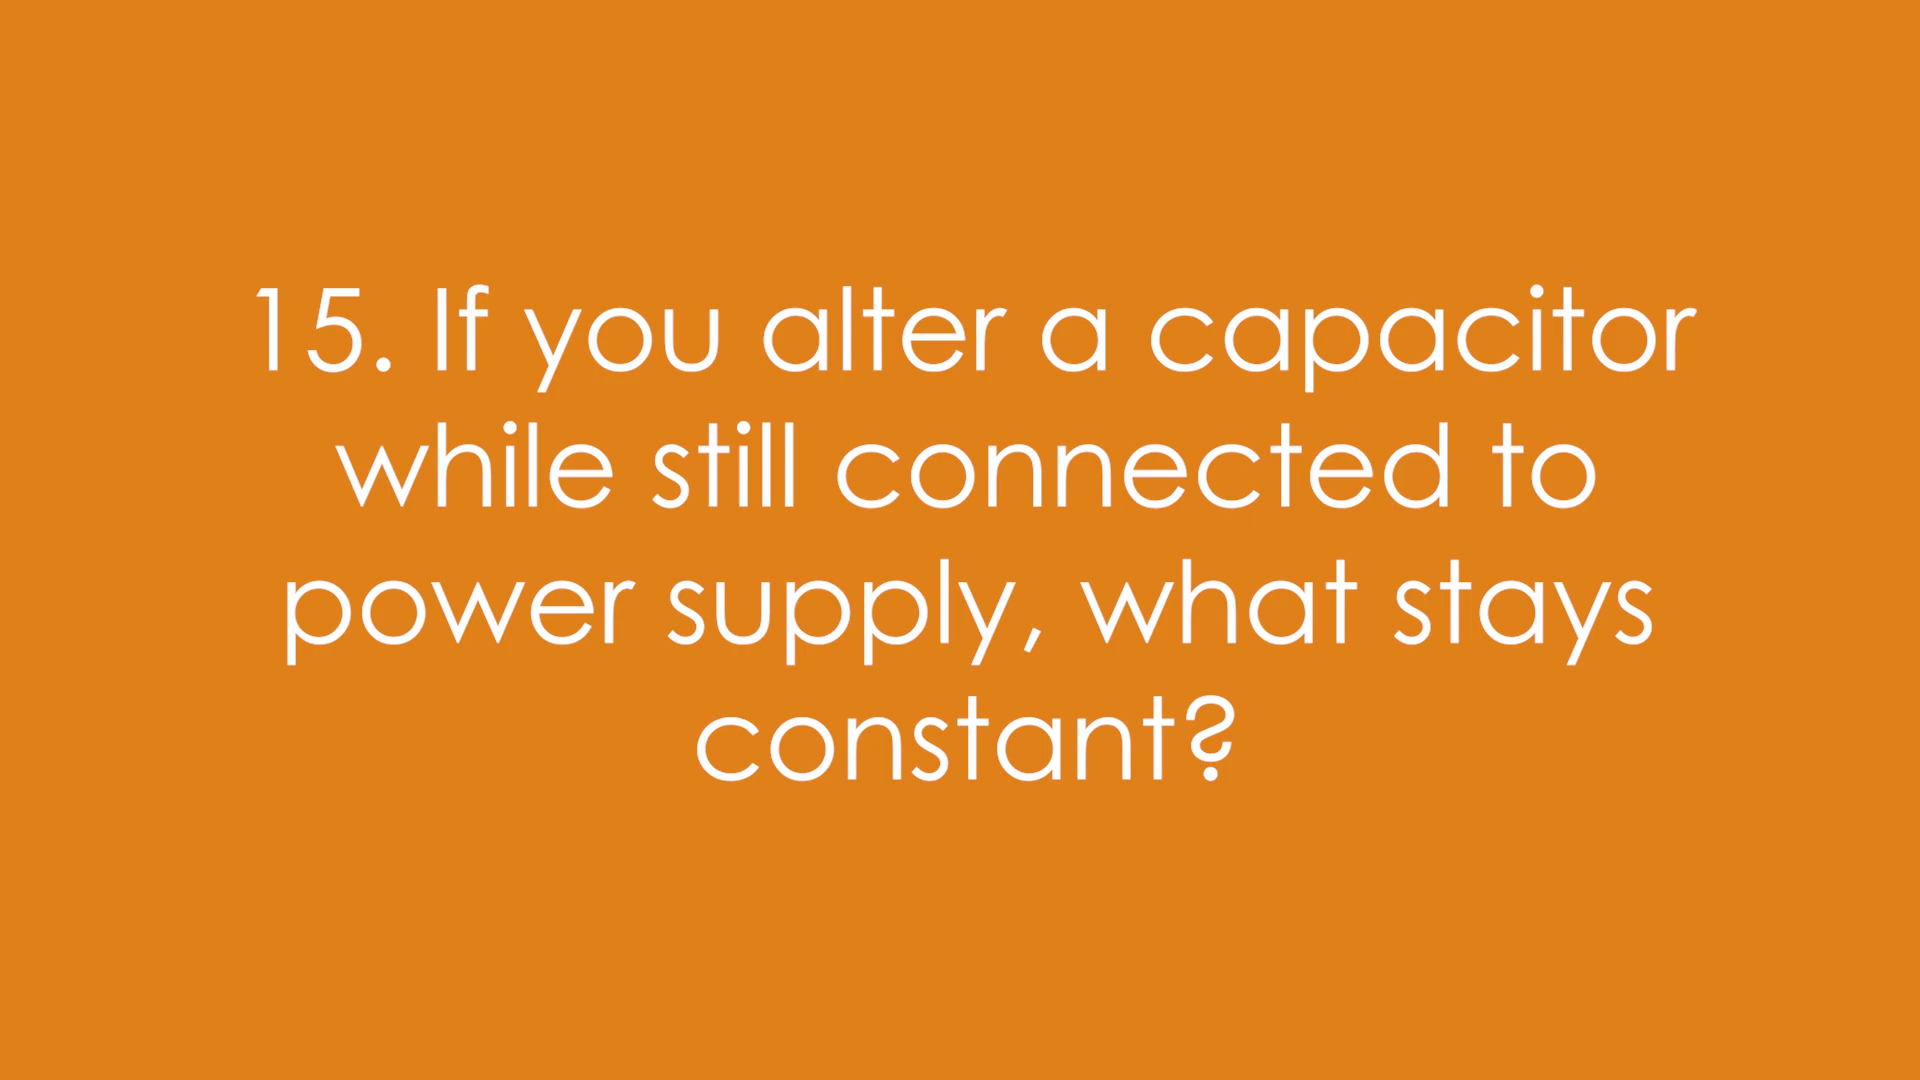 15. If you alter a capacitor
while still connected to
power supply, what stays
constant?